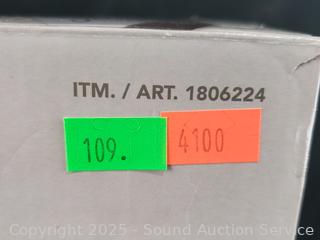 ITM. / ART. 1806224
109. 4100
Copyright 2025 - Sound Auction Service